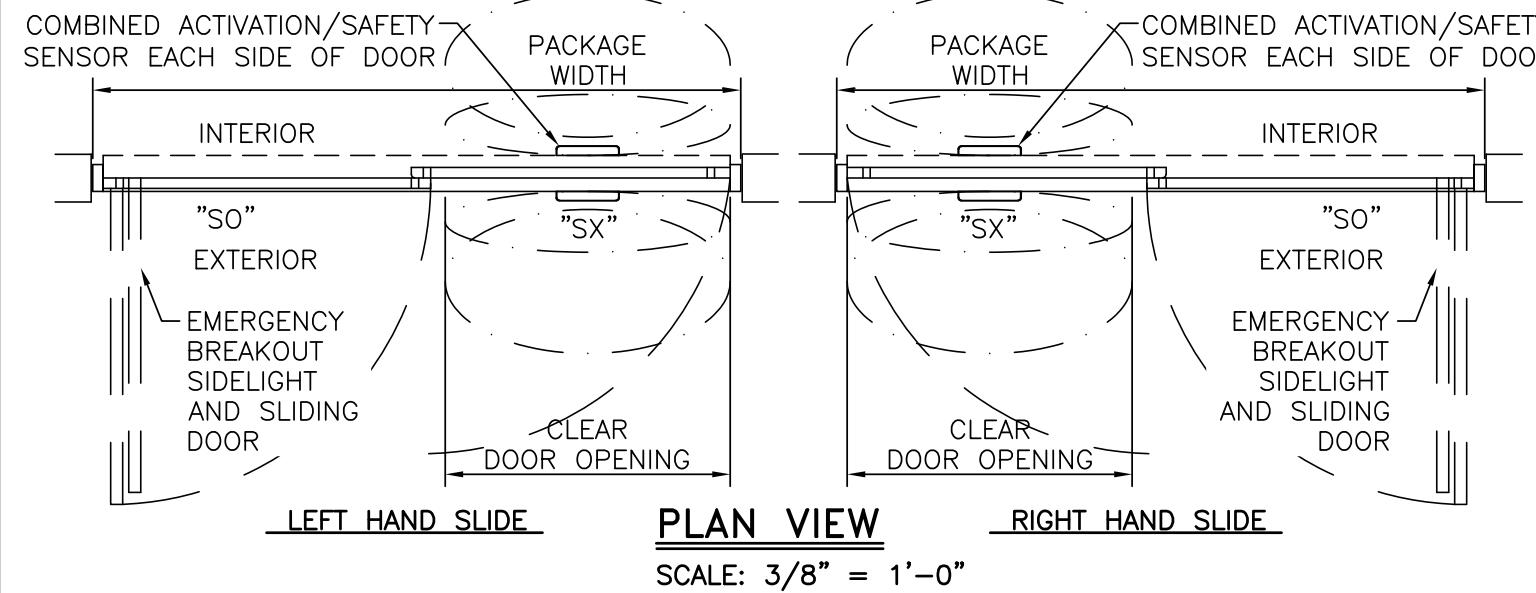 COMBINED ACTIVATION/SAFETY
SENSOR EACH SIDE OF DOOR
PACKAGE
WIDTH
INTERIOR
"SO"
"SX"
EXTERIOR
EMERGENCY
BREAKOUT
SIDELIGHT
AND SLIDING
DOOR
CLEAR
DOOR OPENING
LEFT HAND SLIDE
COMBINED ACTIVATION/SAFET
SENSOR EACH SIDE OF DOO
PACKAGE
WIDTH
INTERIOR
"SX"
"SO"
EXTERIOR
EMERGENCY
BREAKOUT
SIDELIGHT
AND SLIDING
DOOR
CLEAR
DOOR OPENING
RIGHT HAND SLIDE
PLAN VIEW
SCALE: 3/8" = 1'-0"